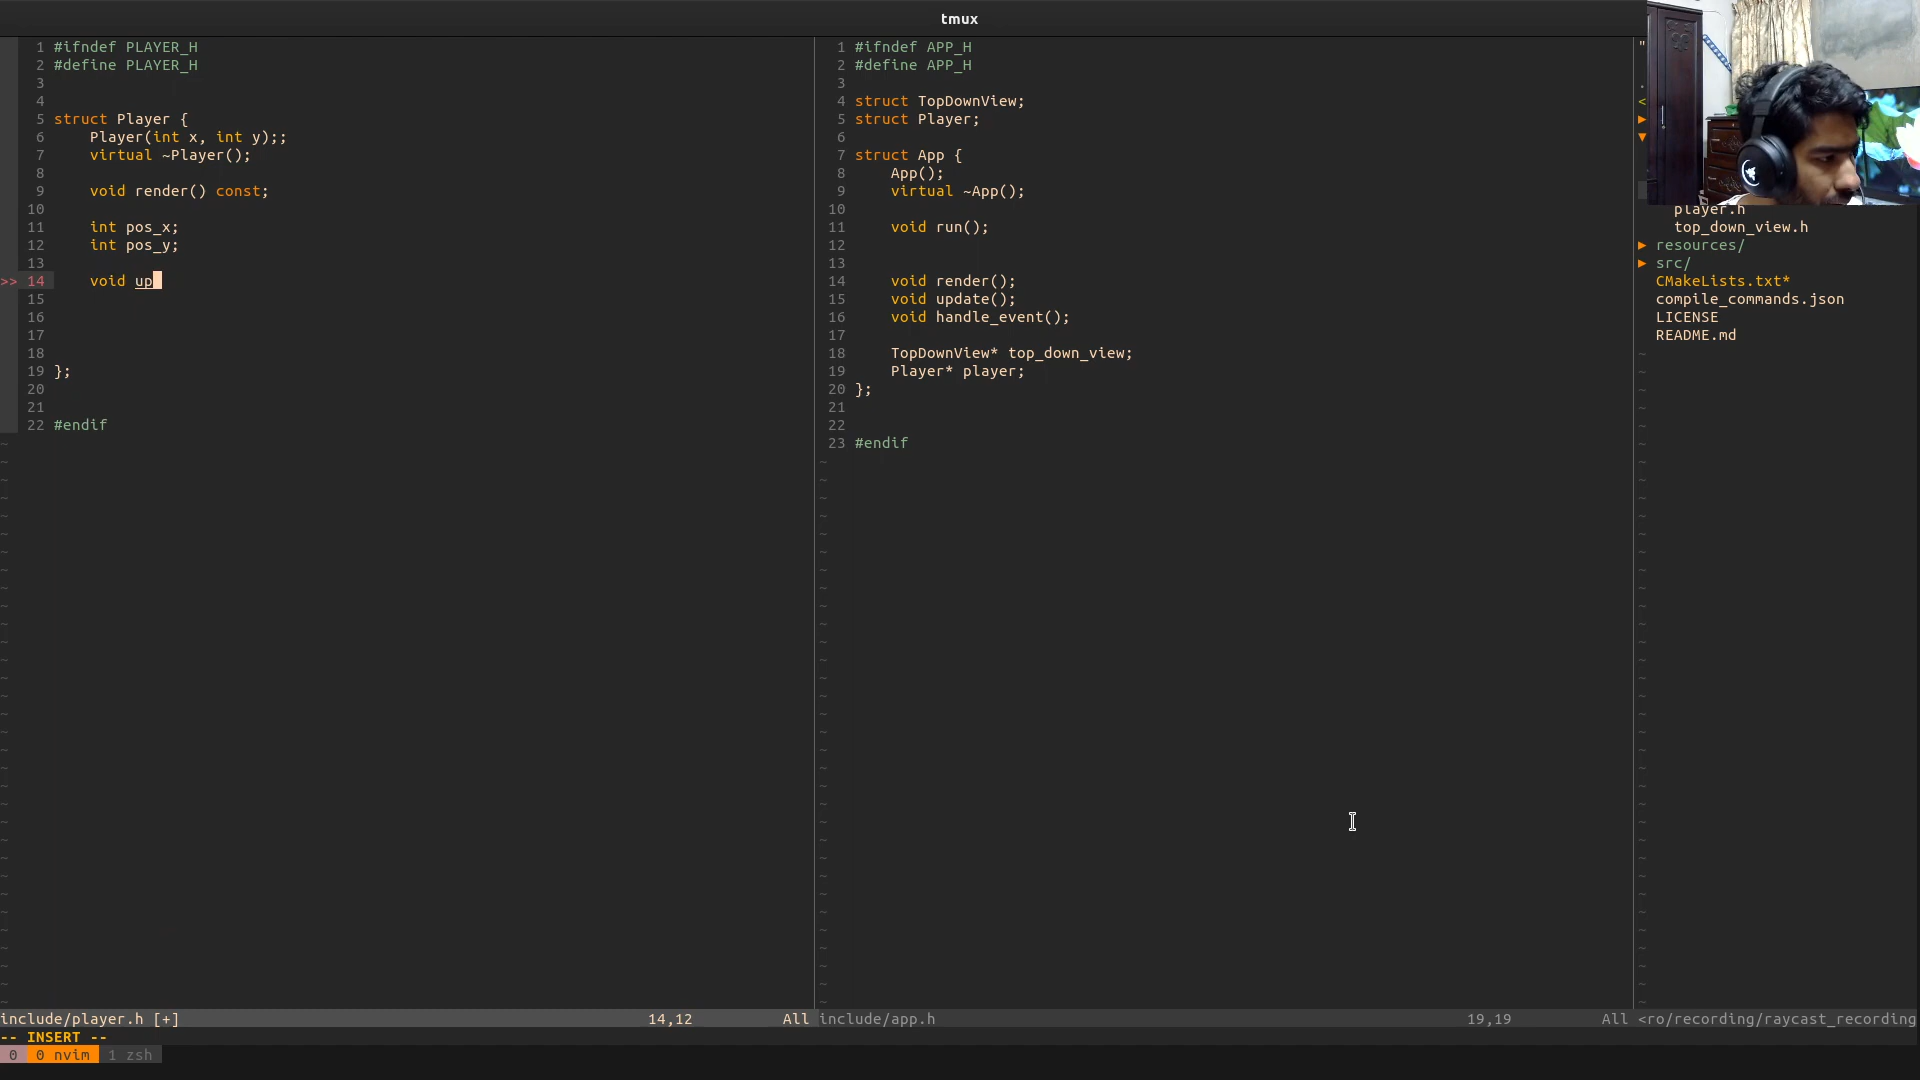 tmux
1 #ifndef PLAYER_H
2 #define PLAYER_H
3
4
5 struct Player {
6 Player(int x, int y);;
7 virtual ~Player();
8
9 void render() const;
10
11 int pos_x;
12 int pos_y;
13
>> 14 void up
15
16
17
18
19 };
20
21
22 #endif
~
include/player.h [+] 14,12 All
1 #ifndef APP_H
2 #define APP_H
3
4 struct TopDownView;
5 struct Player;
6
7 struct App {
8 App();
9 virtual ~App();
10
11 void run();
12
13
14 void render();
15 void update();
16 void handle_event();
17
18 TopDownView* top_down_view;
19 Player* player;
20 };
21
22
23 #endif
~
include/app.h 19,19 All
"
.
<
▶
▼
player.h
top_down_view.h
▶ resources/
▶ src/
CMakeLists.txt*
compile_commands.json
LICENSE
README.md
~
<ro/recording/raycast_recording
-- INSERT --
0 0 nvim 1 zsh